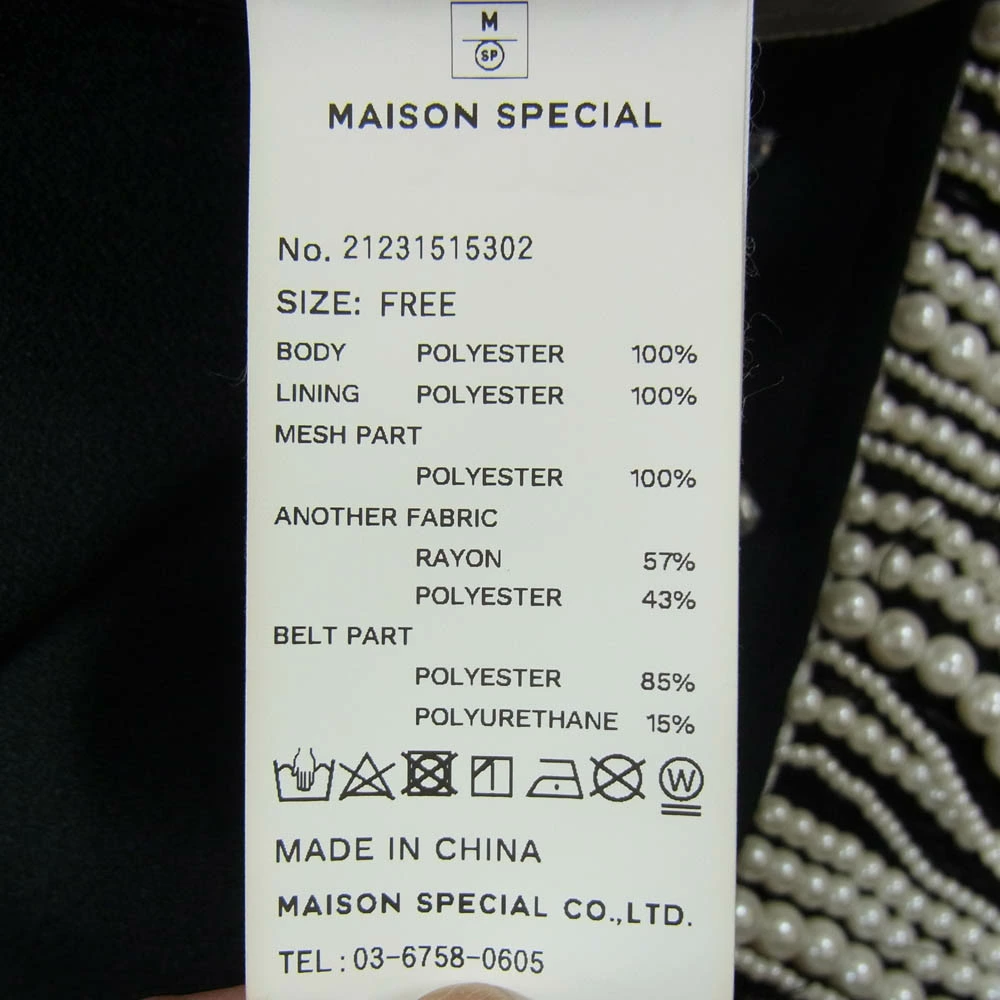 M
SP
MAISON SPECIAL
No. 21231515302
SIZE: FREE
BODY POLYESTER 100%
LINING POLYESTER 100%
MESH PART
POLYESTER 100%
ANOTHER FABRIC
RAYON 57%
POLYESTER 43%
BELT PART
POLYESTER 85%
POLYURETHANE 15%
W
MADE IN CHINA
MAISON SPECIAL CO.,LTD.
TEL:03-6758-0605